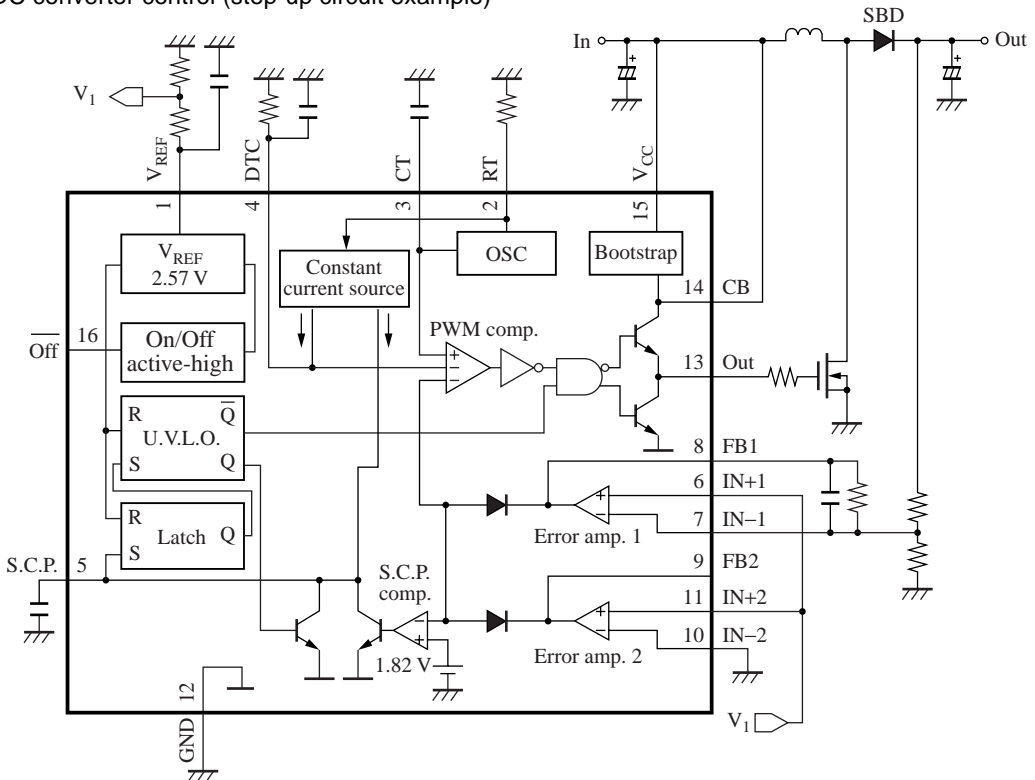 DC converter control (step-up circuit example)
SBD
In
Out
+
+
V1
VREF
DTC
CT
RT
VCC
1
4
3
2
15
VREF
2.57 V
Constant
current source
OSC
Bootstrap
14 CB
Off
16
On/Off
active-high
PWM comp.
+
−
−
13 Out
R
Q
U.V.L.O.
S
Q
8 FB1
6 IN+1
+
−
7 IN−1
Error amp. 1
R
Latch
Q
S
S.C.P.
5
9 FB2
S.C.P.
comp.
11 IN+2
−
+
+
−
10 IN−2
Error amp. 2
1.82 V
12
GND
V1